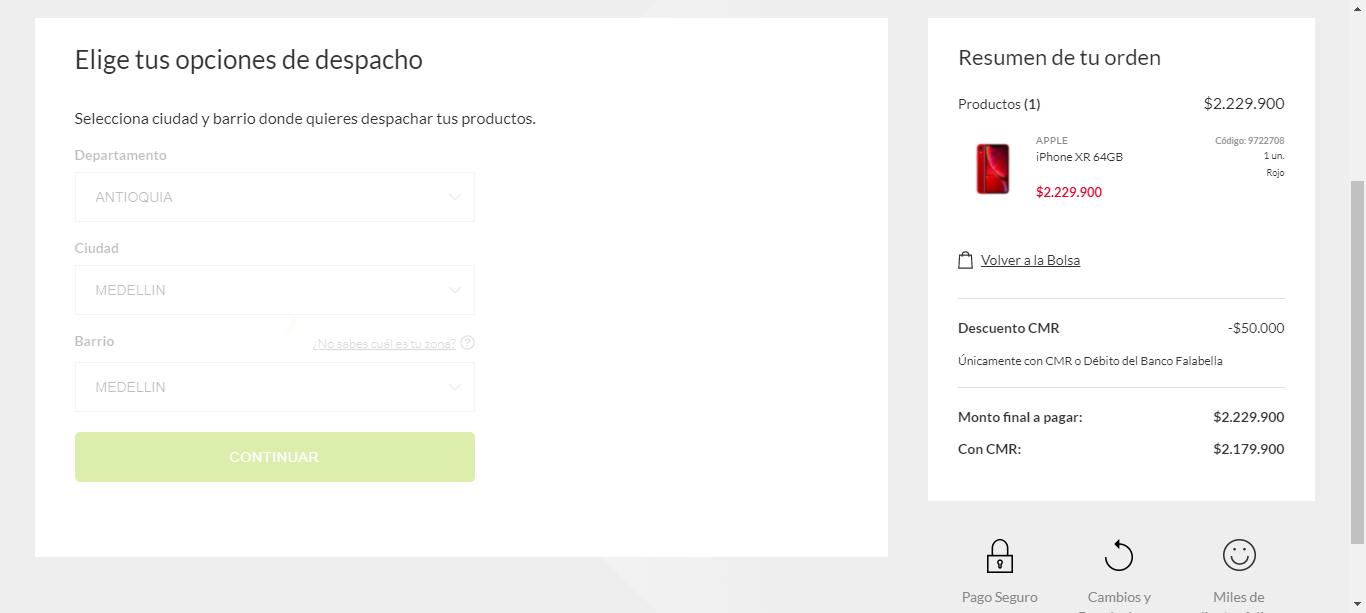 Elige tus opciones de despacho
Selecciona ciudad y barrio donde quieres despachar tus productos.
Departamento
ANTIOQUIA
Ciudad
MEDELLIN
Barrio
¿No sabes cuál es tu zona? ?
MEDELLIN
CONTINUAR
Resumen de tu orden
Productos (1) $2.229.900
APPLE Código: 9722708
iPhone XR 64GB 1 un.
Rojo
$2.229.900
Volver a la Bolsa
Descuento CMR -$50.000
Únicamente con CMR o Débito del Banco Falabella
Monto final a pagar: $2.229.900
Con CMR: $2.179.900
Pago Seguro
Cambios y
Miles de